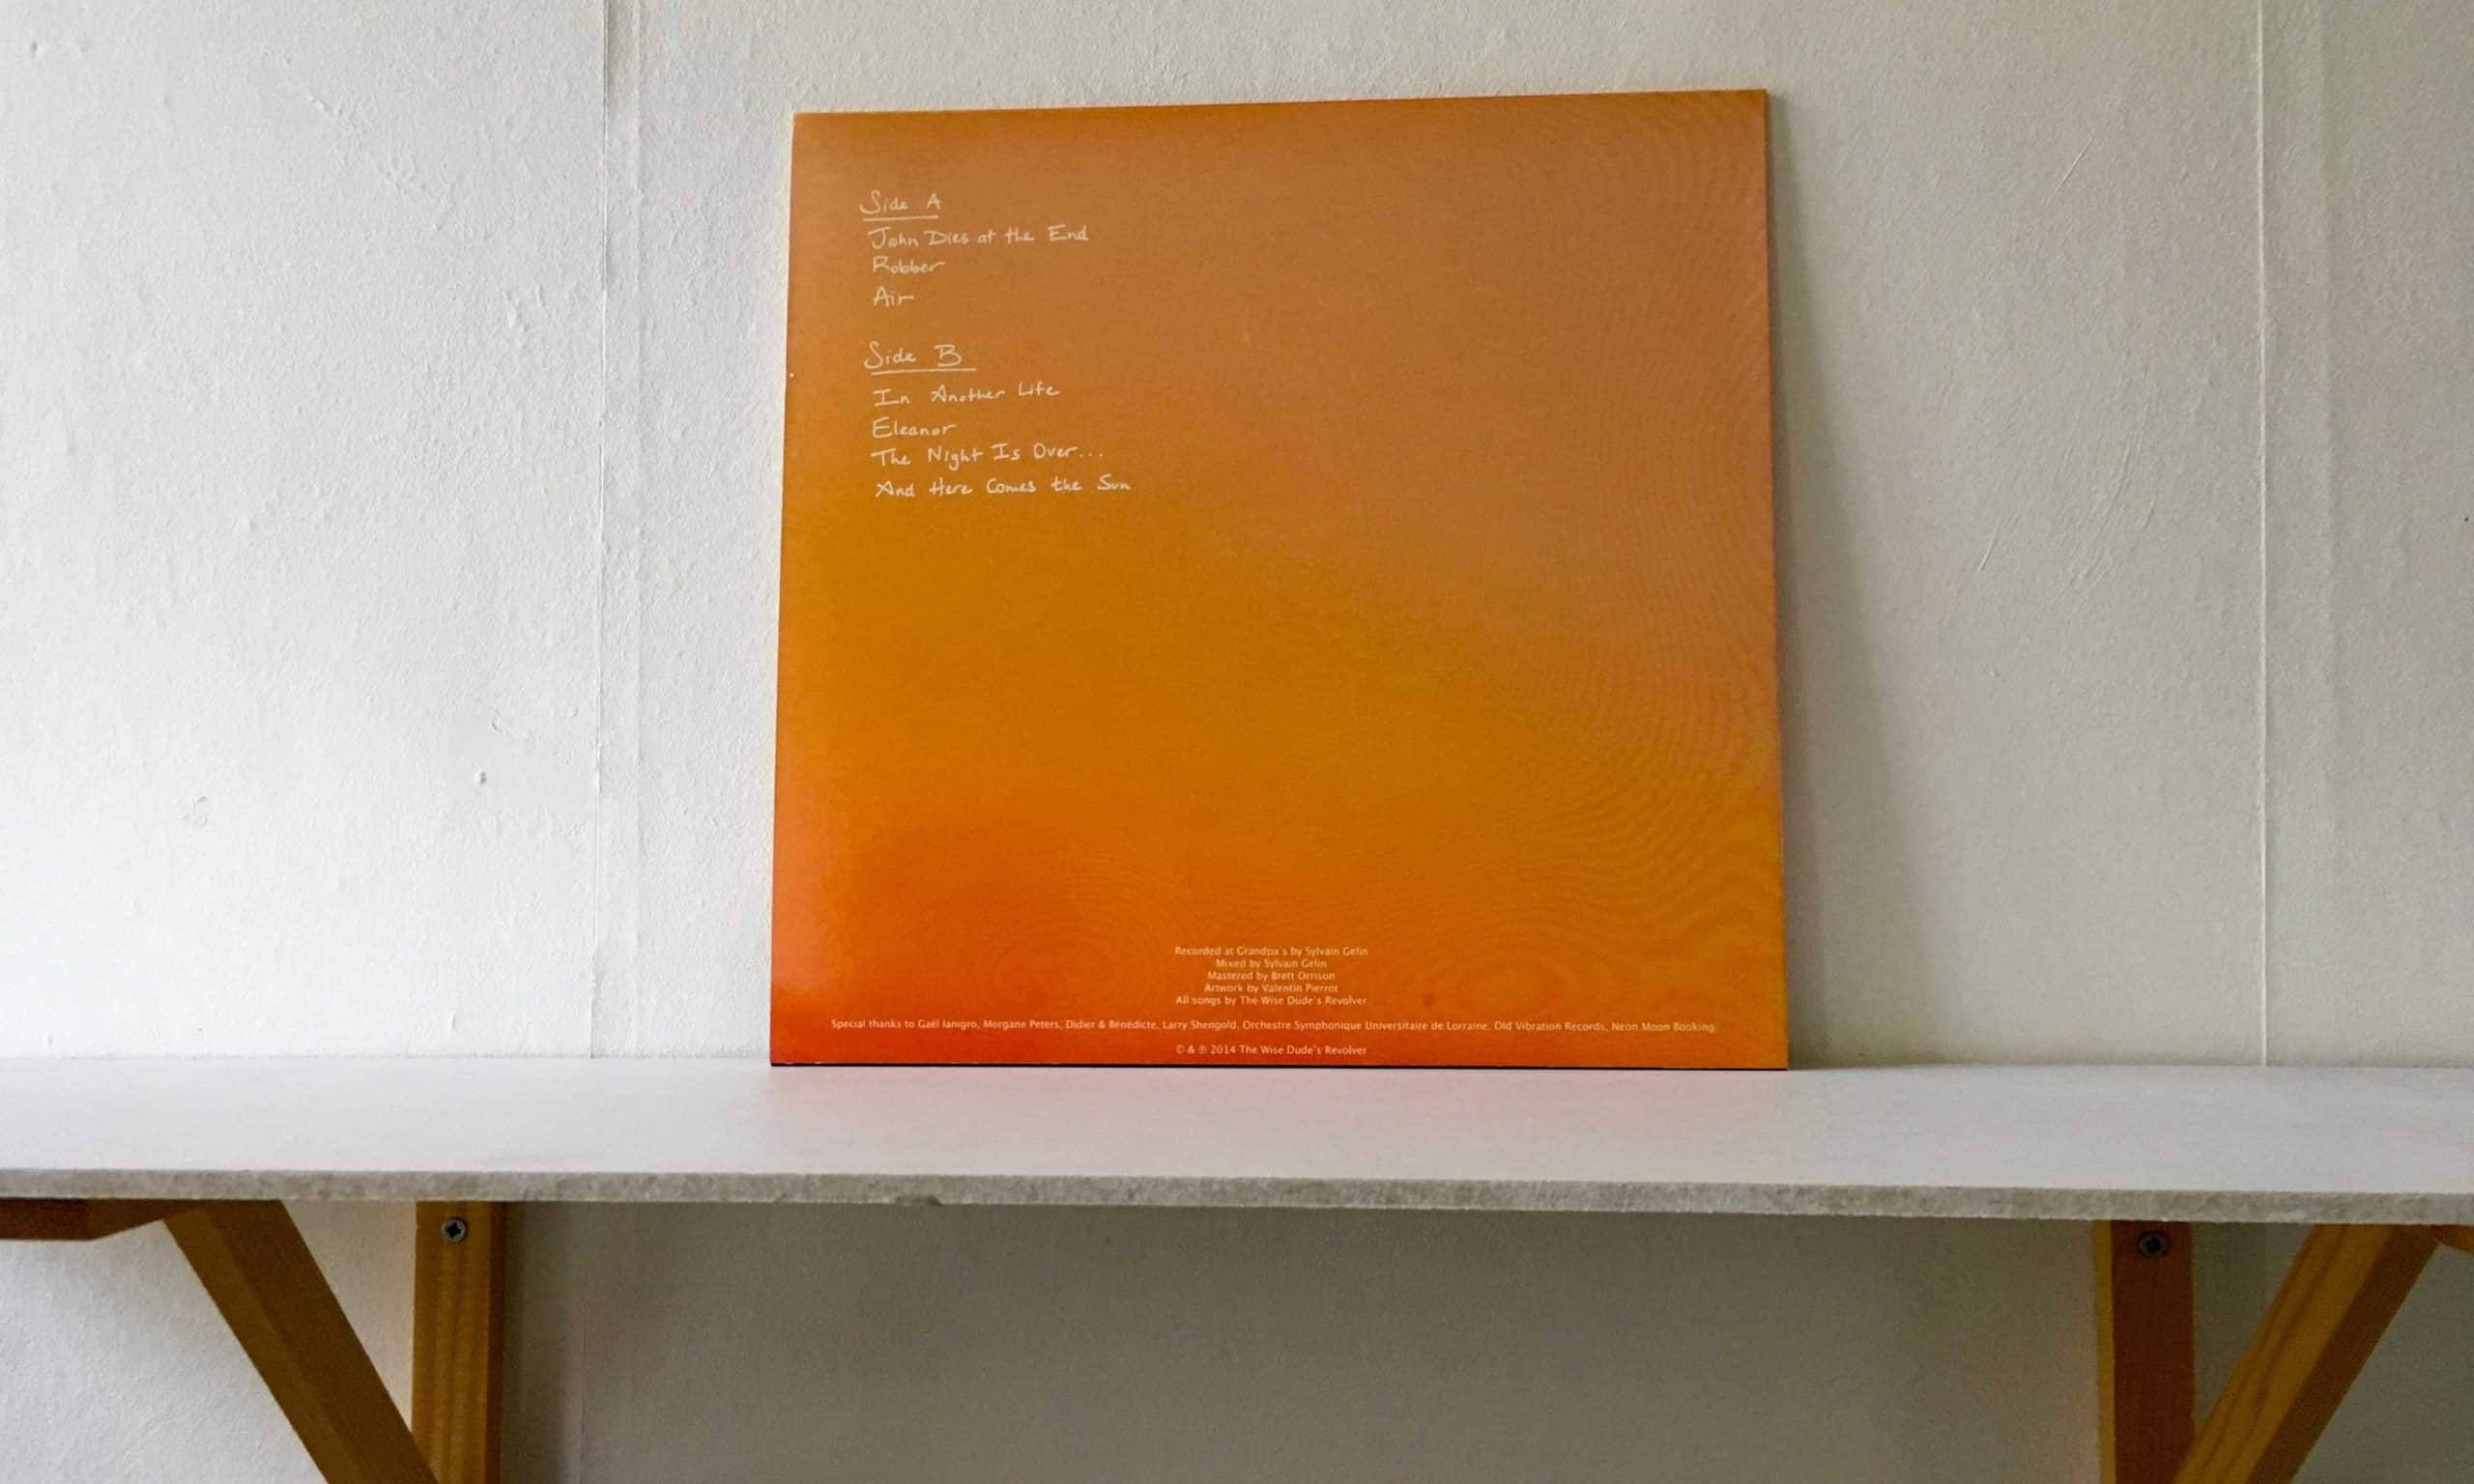 Side A
John Dies at the End
Robber
Air
Side B
In Another Life
Eleanor
The Night Is Over...
And Here Comes the Sun
Recorded at Grandpa's by Sylvain Gelin
Mixed by Sylvain Gelin
Mastered by Brett Orrison
Artwork by Valentin Pierrot
All songs by The Wise Dude's Revolver
Special thanks to Gaël Ianigro, Morgane Peters, Didier & Bénédicte, Larry Shengold, Orchestre Symphonique Universitaire de Lorraine, Old Vibration Records, Neon Moon Booking.
© & ℗ 2014 The Wise Dude's Revolver